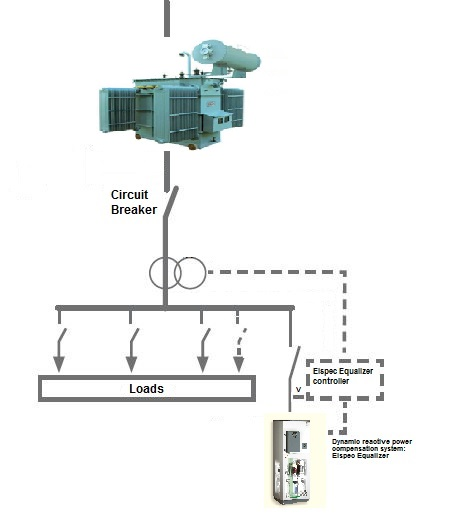 Circuit
Breaker
Elspec Equalizer
controller
V
Loads
Dynamic reactive power
compensation system:
Elspec Equalizer